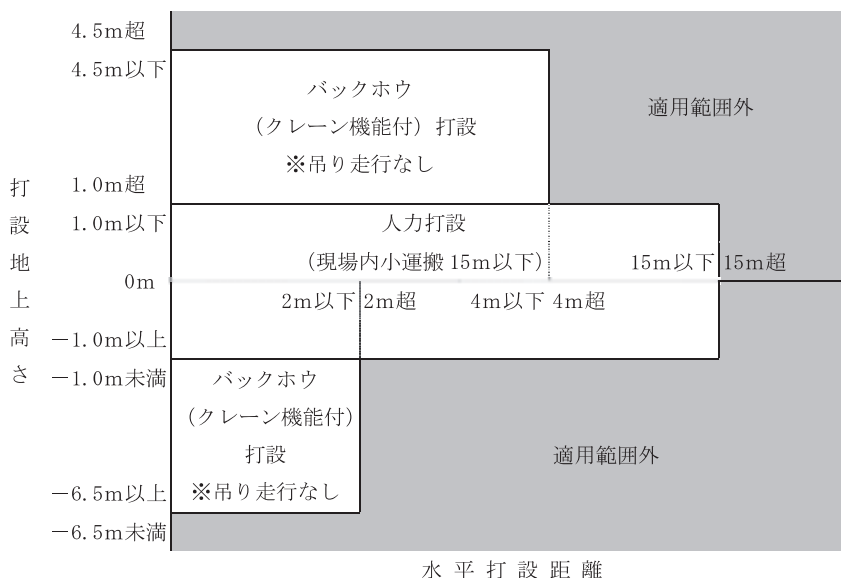 4.5m超
4.5m以下
バックホウ
(クレーン機能付)打設
※吊り走行なし
適用範囲外
1.0m超
1.0m以下
人力打設
(現場内小運搬15m以下)
15m以下
15m超
0m
2m以下
2m超
4m以下
4m超
-1.0m以上
-1.0m未満
バックホウ
(クレーン機能付)
打設
※吊り走行なし
適用範囲外
-6.5m以上
-6.5m未満
打設地上高さ
水平打設距離